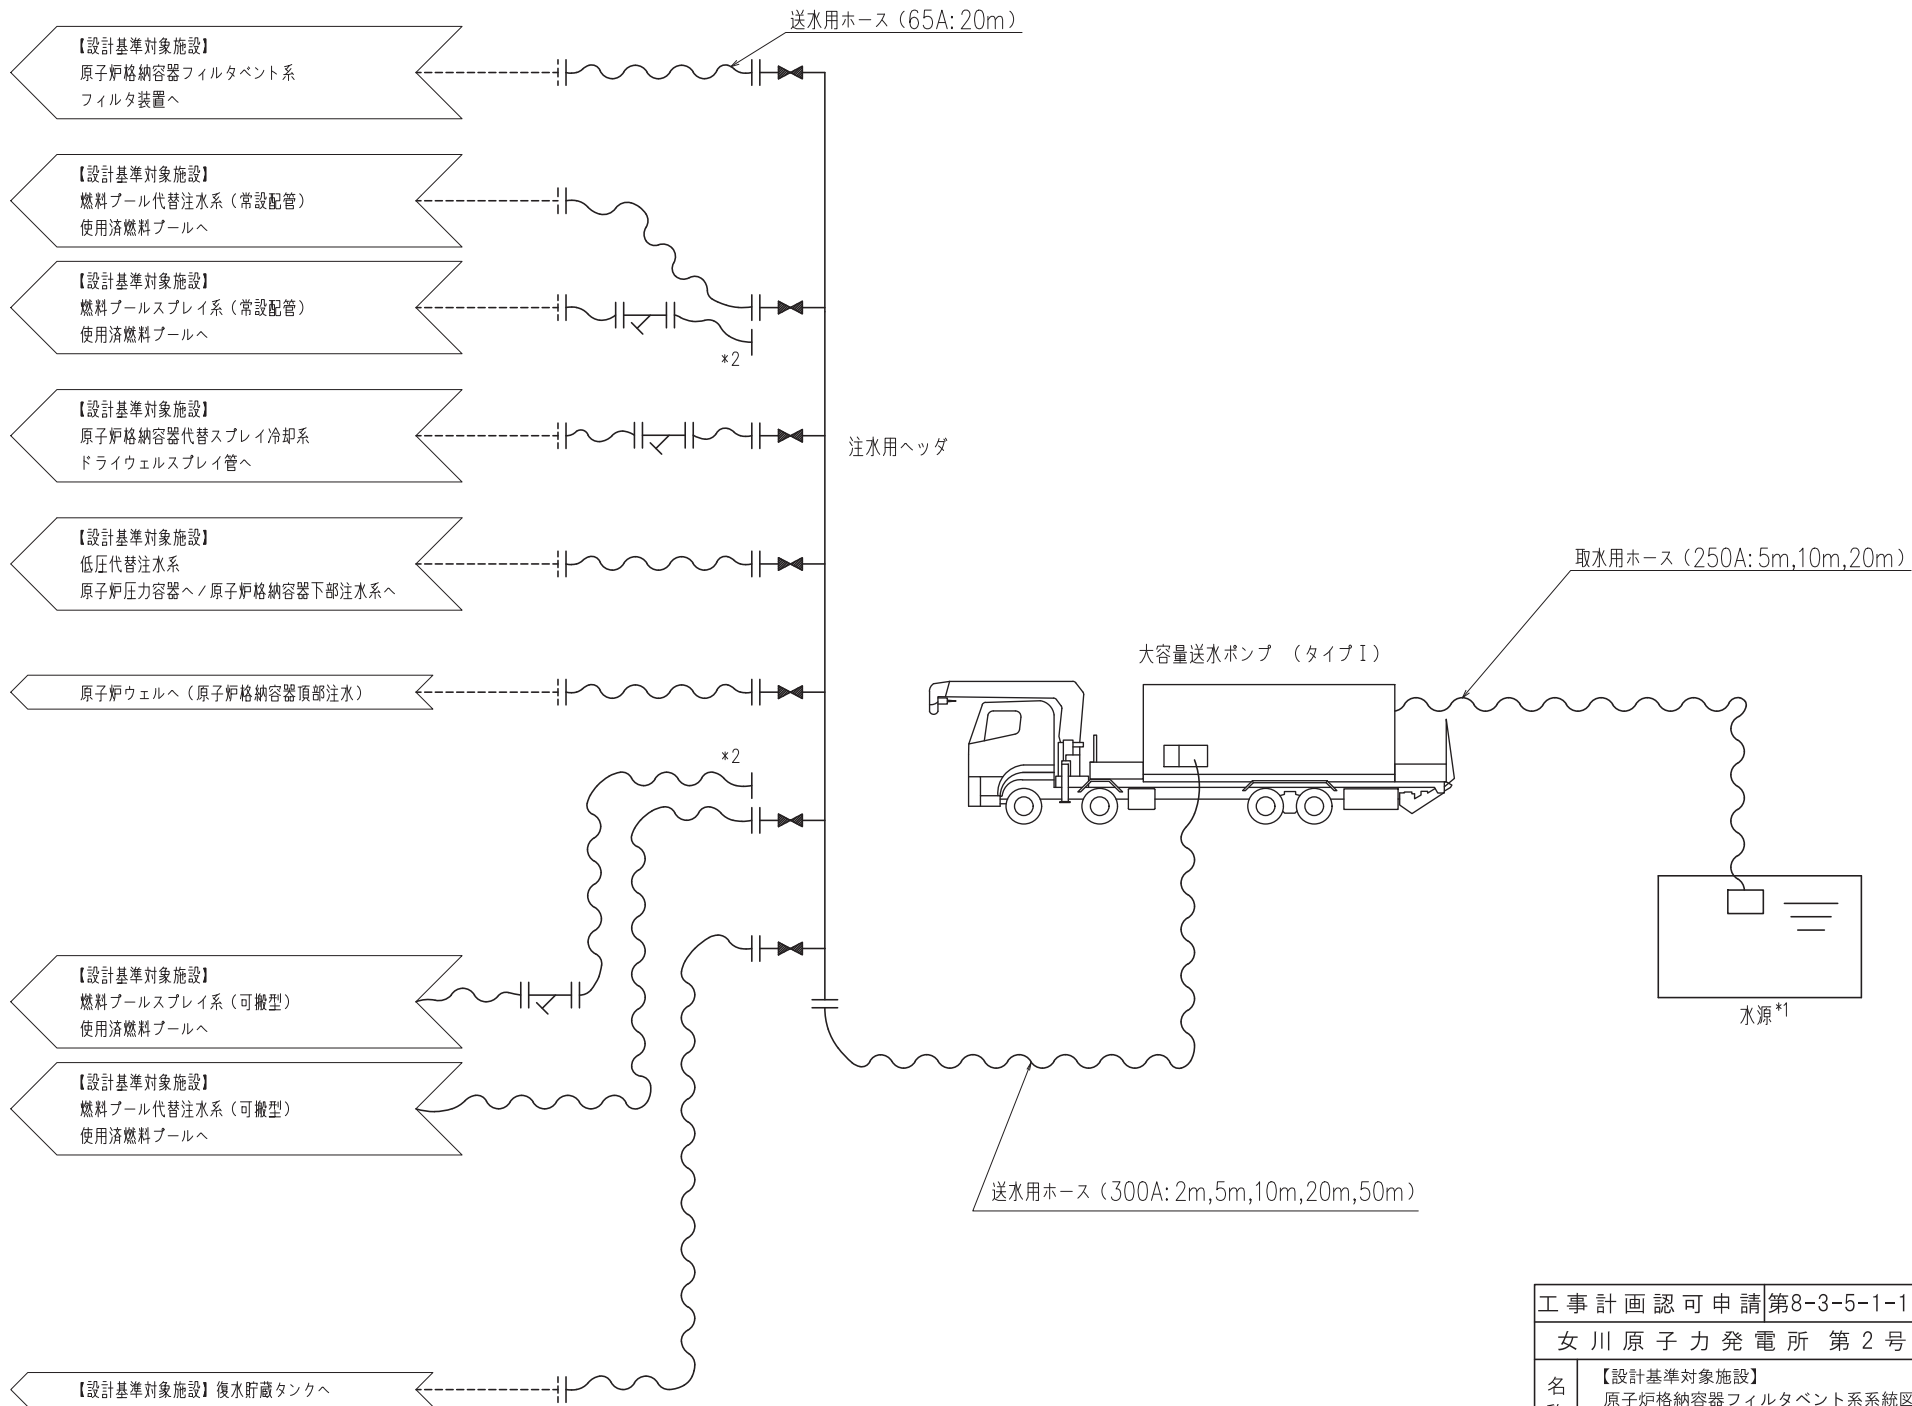 送水用ホース（65A：20m）
【設計基準対象施設】
原子炉格納容器フィルタベント系
フィルタ装置へ
【設計基準対象施設】
燃料プール代替注水系（常設配管）
使用済燃料プールへ
【設計基準対象施設】
燃料プールスプレイ系（常設配管）
使用済燃料プールへ
*2
【設計基準対象施設】
原子炉格納容器代替スプレイ冷却系
ドライウェルスプレイ管へ
注水用ヘッダ
【設計基準対象施設】
低圧代替注水系
原子炉圧力容器へ／原子炉格納容器下部注水系へ
取水用ホース（250A：5m,10m,20m）
大容量送水ポンプ　（タイプⅠ）
原子炉ウェルへ（原子炉格納容器頂部注水）
*2
【設計基準対象施設】
燃料プールスプレイ系（可搬型）
使用済燃料プールへ
水源*1
【設計基準対象施設】
燃料プール代替注水系（可搬型）
使用済燃料プールへ
送水用ホース（300A：2m,5m,10m,20m,50m）
【設計基準対象施設】復水貯蔵タンクへ
工事計画認可申請 第8-3-5-1-1
女川原子力発電所 第2号
名
【設計基準対象施設】
原子炉格納容器フィルタベント系系統図